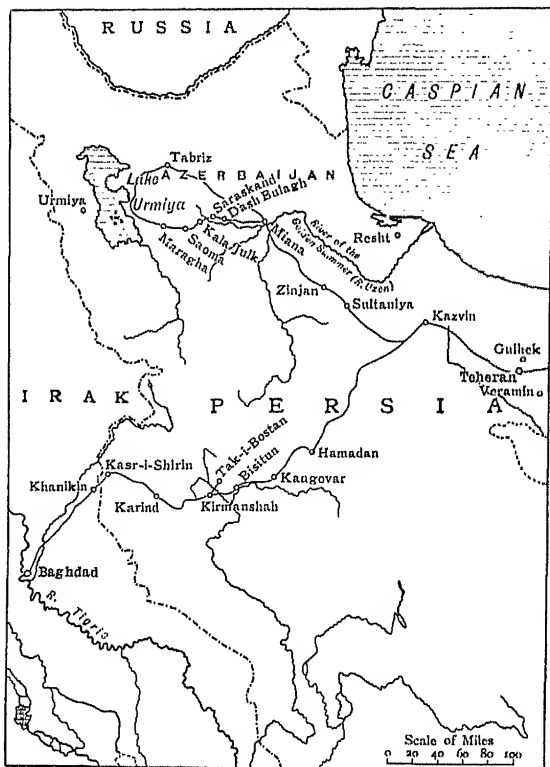 RUSSIA
CASPIAN
SEA
Tabriz
AZERBAIJAN
Lake
Urmiya
Urmiya
Saraskand
Dash Bulagh
Maragha
Saoma
Kala Julk
Miana
River of the
Golden Summer (R. Uzen)
Resht
Zinjan
Sultaniya
Kazvin
Gulhek
Teheran
Veramin
IRAK
PERSIA
Tak-i-Bostan
Bisitun
Hamadan
Kasr-i-Shirin
Khanikin
Karind
Kirmanshah
Kangovar
Baghdad
R. Tigris
Scale of Miles
0 20 40 60 80 100